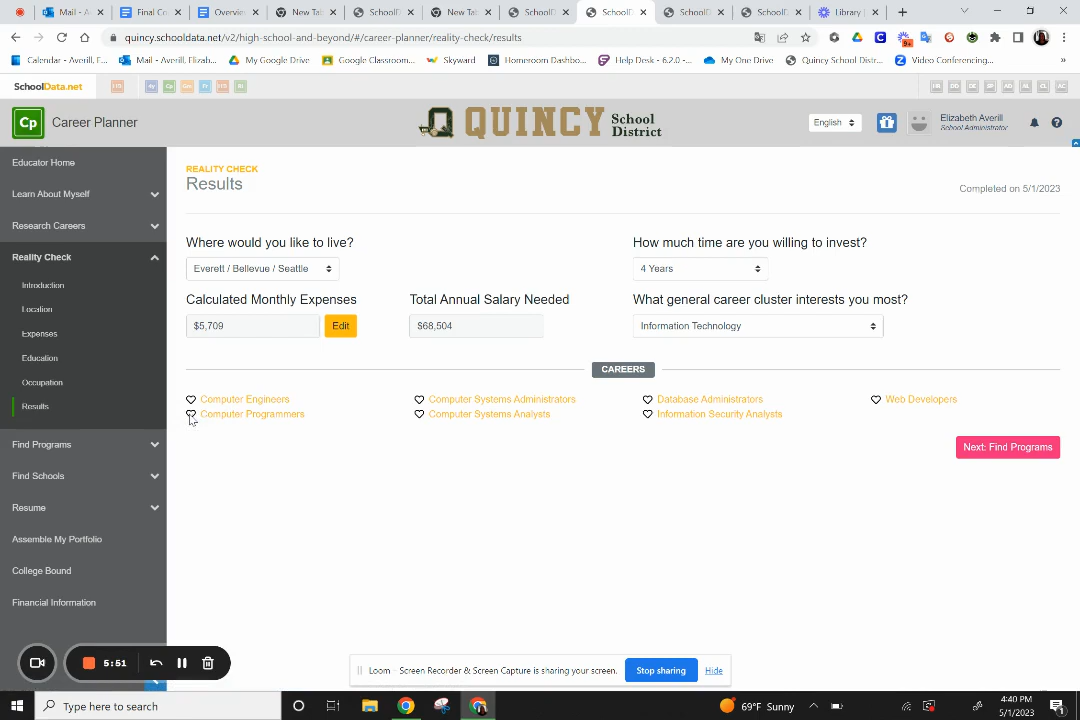 Mail - A
Final Co
Overview
New Tab
SchoolD
New Tab
SchoolD
SchoolD
SchoolD
SchoolD
Library |
quincy.schooldata.net/v2/high-school-and-beyond/#/career-planner/reality-check/results
9+
Calendar - Averill, E...
Mail - Averill, Elizab...
My Google Drive
Google Classroom...
Skyward
Homeroom Dashbo...
Help Desk - 6.2.0 -...
My One Drive
Quincy School Distr...
Video Conferencing...
»
SchoolData.net
Cp Career Planner
QUINCY School District
English
Elizabeth Averill
School Administrator
Educator Home
Learn About Myself
Research Careers
Reality Check
Introduction
Location
Expenses
Education
Occupation
Results
Find Programs
Find Schools
Resume
Assemble My Portfolio
College Bound
Financial Information
REALITY CHECK
Results
Completed on 5/1/2023
Where would you like to live?
How much time are you willing to invest?
Everett / Bellevue / Seattle
4 Years
Calculated Monthly Expenses
Total Annual Salary Needed
What general career cluster interests you most?
$5,709
Edit
$68,504
Information Technology
CAREERS
Computer Engineers
Computer Systems Administrators
Database Administrators
Web Developers
Computer Programmers
Computer Systems Analysts
Information Security Analysts
Next: Find Programs
5:51
Loom – Screen Recorder & Screen Capture is sharing your screen.
Stop sharing
Hide
Type here to search
69°F Sunny
4:40 PM
5/1/2023